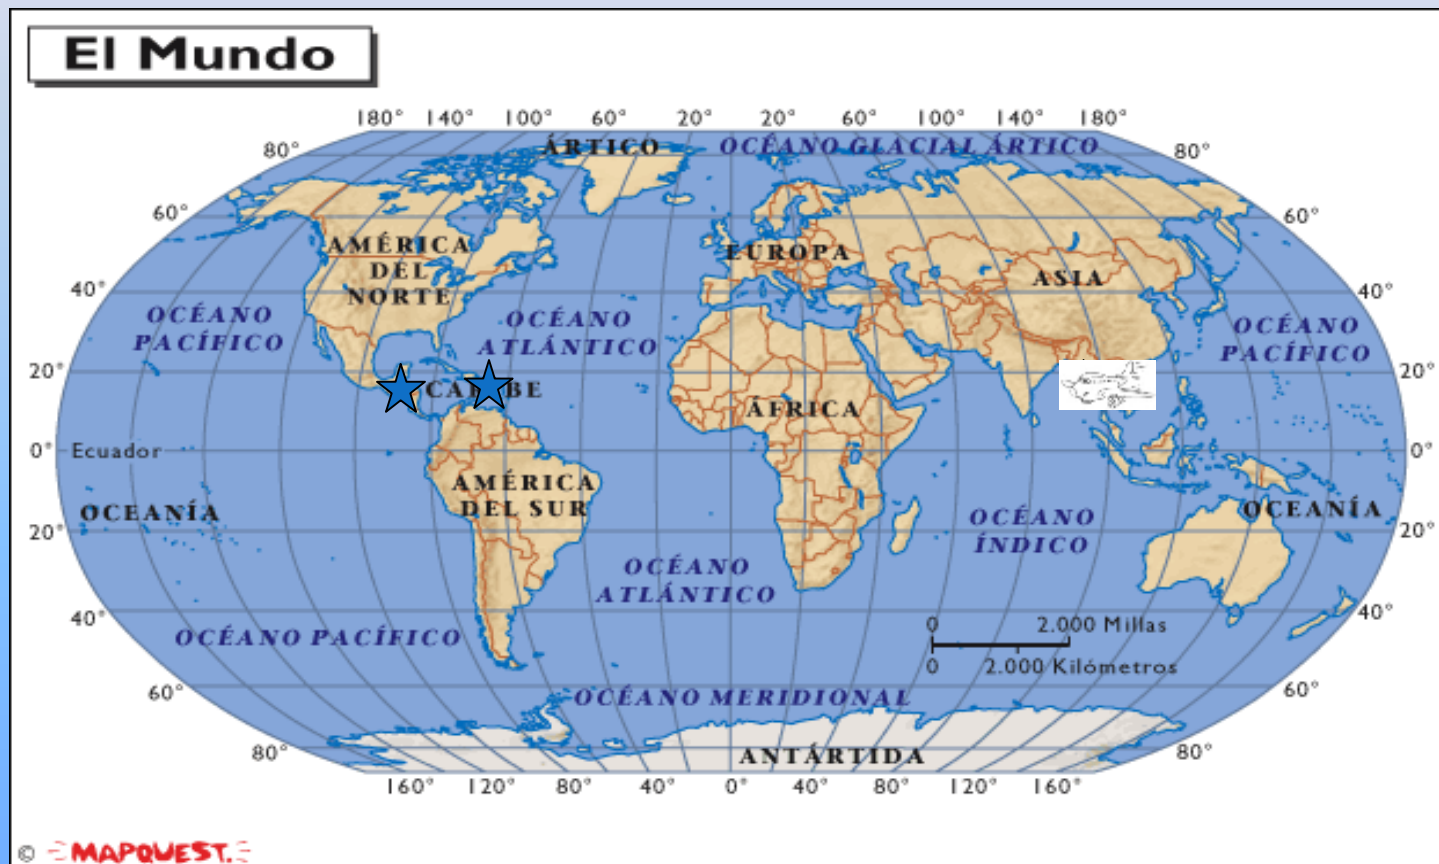 El Mundo
180° 140° 100° 60° 20° 20° 60° 100° 140° 180°
80°
ÁRTICO
OCÉANO GLACIAL ÁRTICO
80°
60°
60°
AMÉRICA
DEL
NORTE
EUROPA
ASIA
40°
40°
OCÉANO
PACÍFICO
OCÉANO
ATLÁNTICO
OCÉANO
PACÍFICO
20°
20°
CA BE
ÁFRICA
0°
Ecuador
0°
AMÉRICA
DEL SUR
OCEANÍA
OCÉANO
ÍNDICO
OCEANÍA
20°
20°
OCÉANO
ATLÁNTICO
40°
40°
OCÉANO PACÍFICO
0 2.000 Millas
0 2.000 Kilómetros
60°
60°
OCÉANO MERIDIONAL
80°
80°
ANTÁRTIDA
160° 120° 80° 40° 0° 40° 80° 120° 160°
© MAPQUEST.